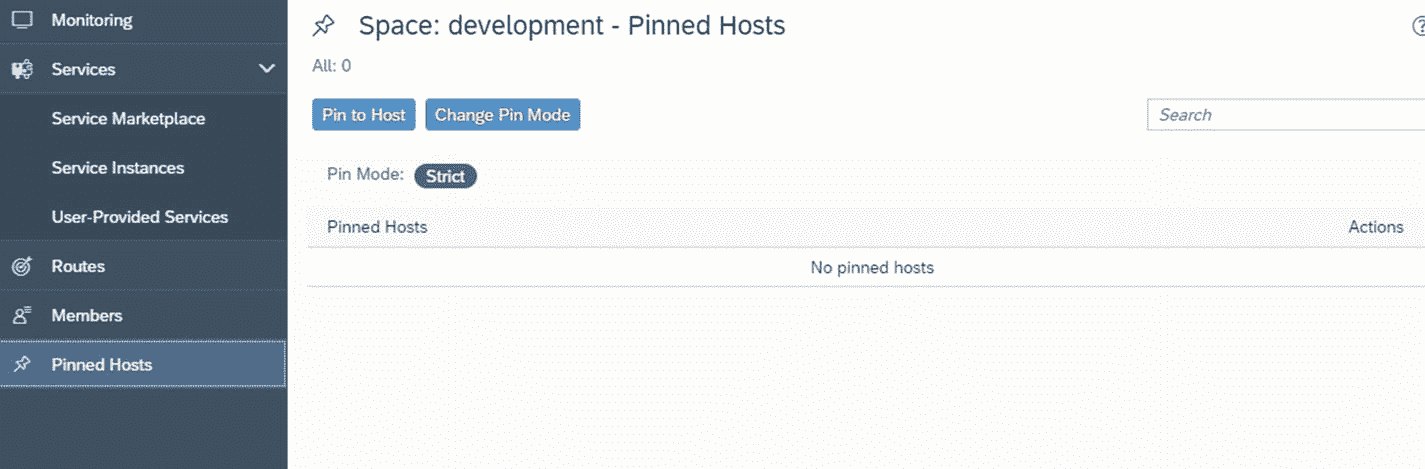 Monitoring
Services
Service Marketplace
Service Instances
User-Provided Services
Routes
Members
Pinned Hosts
Space: development - Pinned Hosts
All: 0
Pin to Host Change Pin Mode Search
Pin Mode: Strict
Pinned Hosts Actions
No pinned hosts